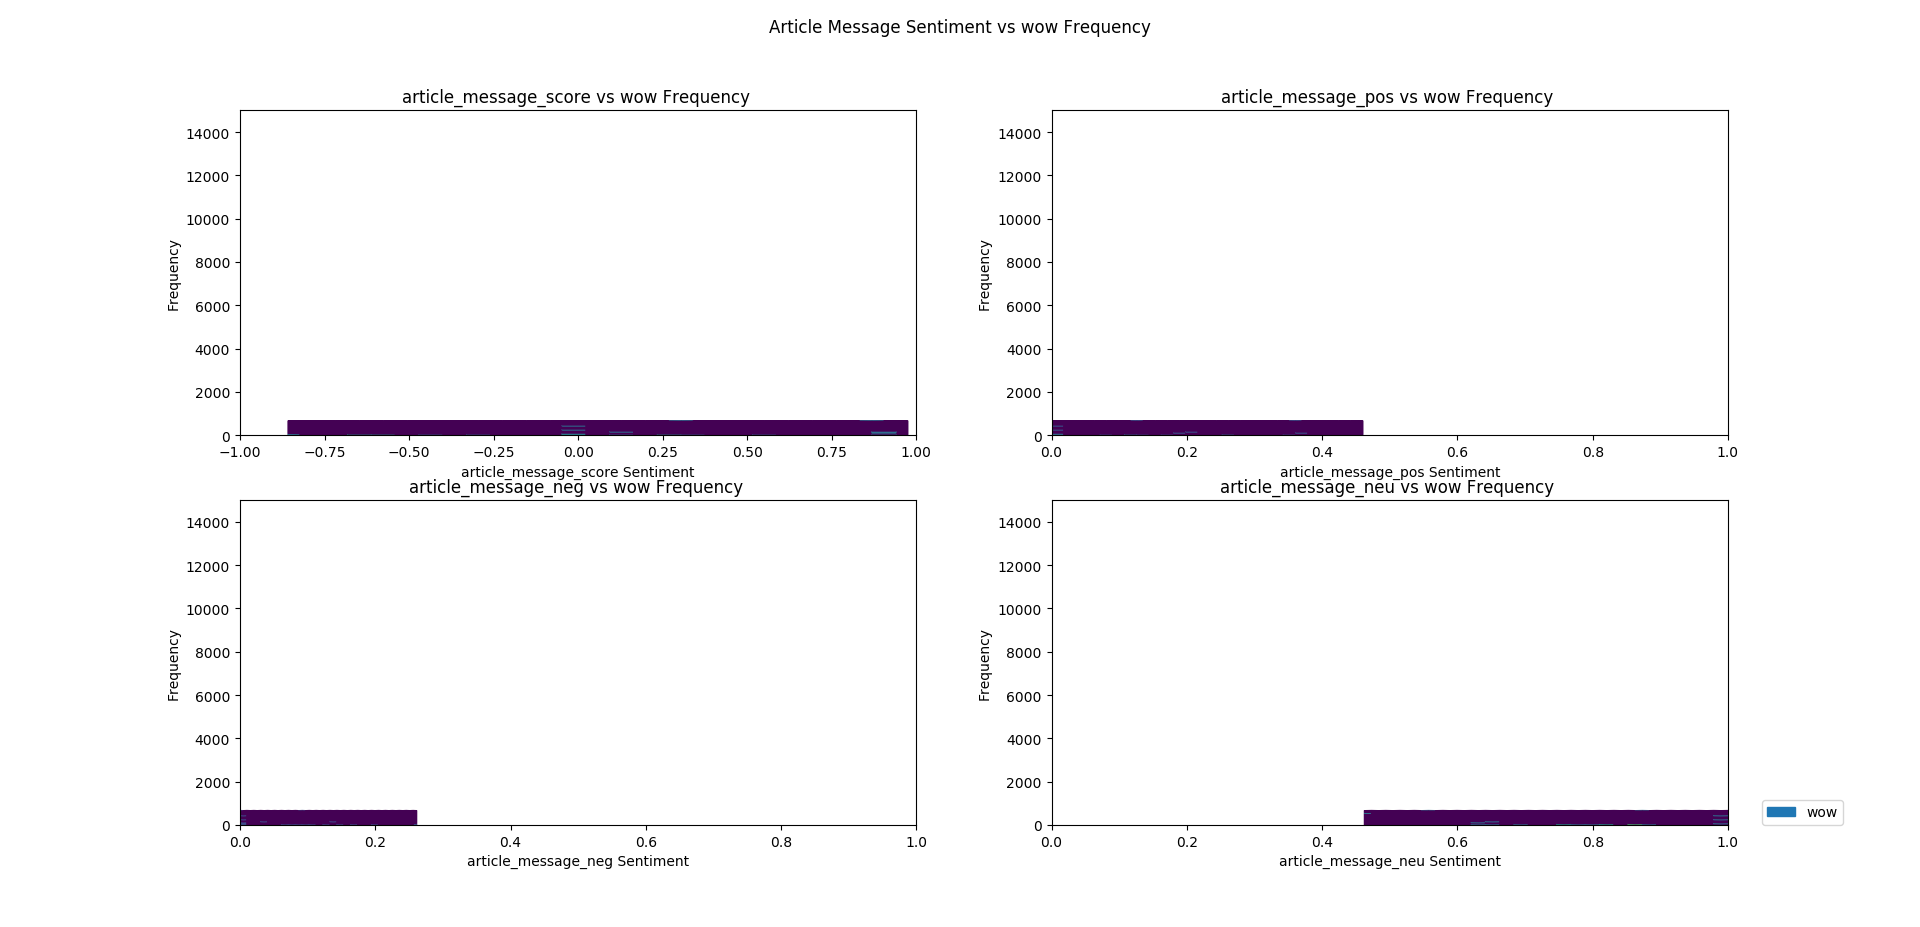 Article Message Sentiment vs wow Frequency
article_message_score vs wow Frequency
14000
12000
10000
8000
6000
4000
2000
0
Frequency
−1.00 −0.75 −0.50 −0.25 0.00 0.25 0.50 0.75 1.00
article_message_score Sentiment
article_message_pos vs wow Frequency
14000
12000
10000
8000
6000
4000
2000
0
Frequency
0.0 0.2 0.4 0.6 0.8 1.0
article_message_pos Sentiment
article_message_neg vs wow Frequency
14000
12000
10000
8000
6000
4000
2000
0
Frequency
0.0 0.2 0.4 0.6 0.8 1.0
article_message_neg Sentiment
article_message_neu vs wow Frequency
14000
12000
10000
8000
6000
4000
2000
0
Frequency
0.0 0.2 0.4 0.6 0.8 1.0
article_message_neu Sentiment
wow